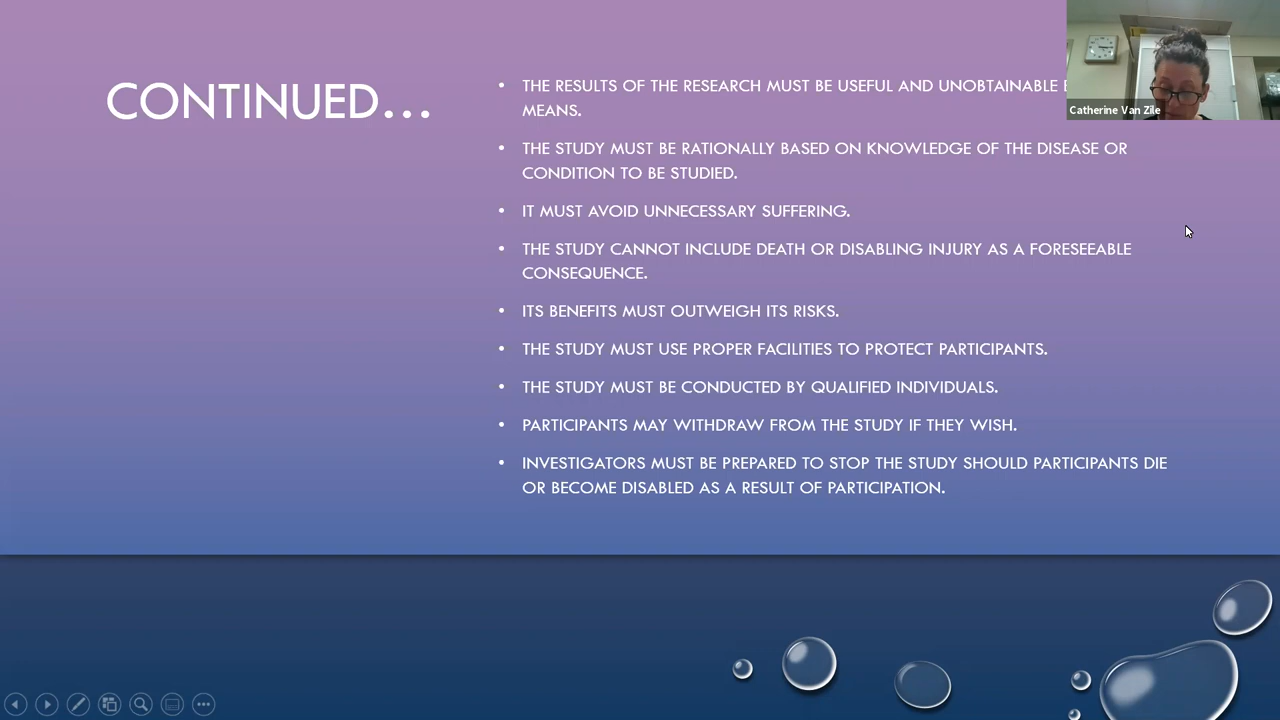 CONTINUED...
• THE RESULTS OF THE RESEARCH MUST BE USEFUL AND UNOBTAINABLE
MEANS.
• THE STUDY MUST BE RATIONALLY BASED ON KNOWLEDGE OF THE DISEASE OR
CONDITION TO BE STUDIED.
• IT MUST AVOID UNNECESSARY SUFFERING.
• THE STUDY CANNOT INCLUDE DEATH OR DISABLING INJURY AS A FORESEEABLE
CONSEQUENCE.
• ITS BENEFITS MUST OUTWEIGH ITS RISKS.
• THE STUDY MUST USE PROPER FACILITIES TO PROTECT PARTICIPANTS.
• THE STUDY MUST BE CONDUCTED BY QUALIFIED INDIVIDUALS.
• PARTICIPANTS MAY WITHDRAW FROM THE STUDY IF THEY WISH.
• INVESTIGATORS MUST BE PREPARED TO STOP THE STUDY SHOULD PARTICIPANTS DIE
OR BECOME DISABLED AS A RESULT OF PARTICIPATION.
Catherine Van Zile